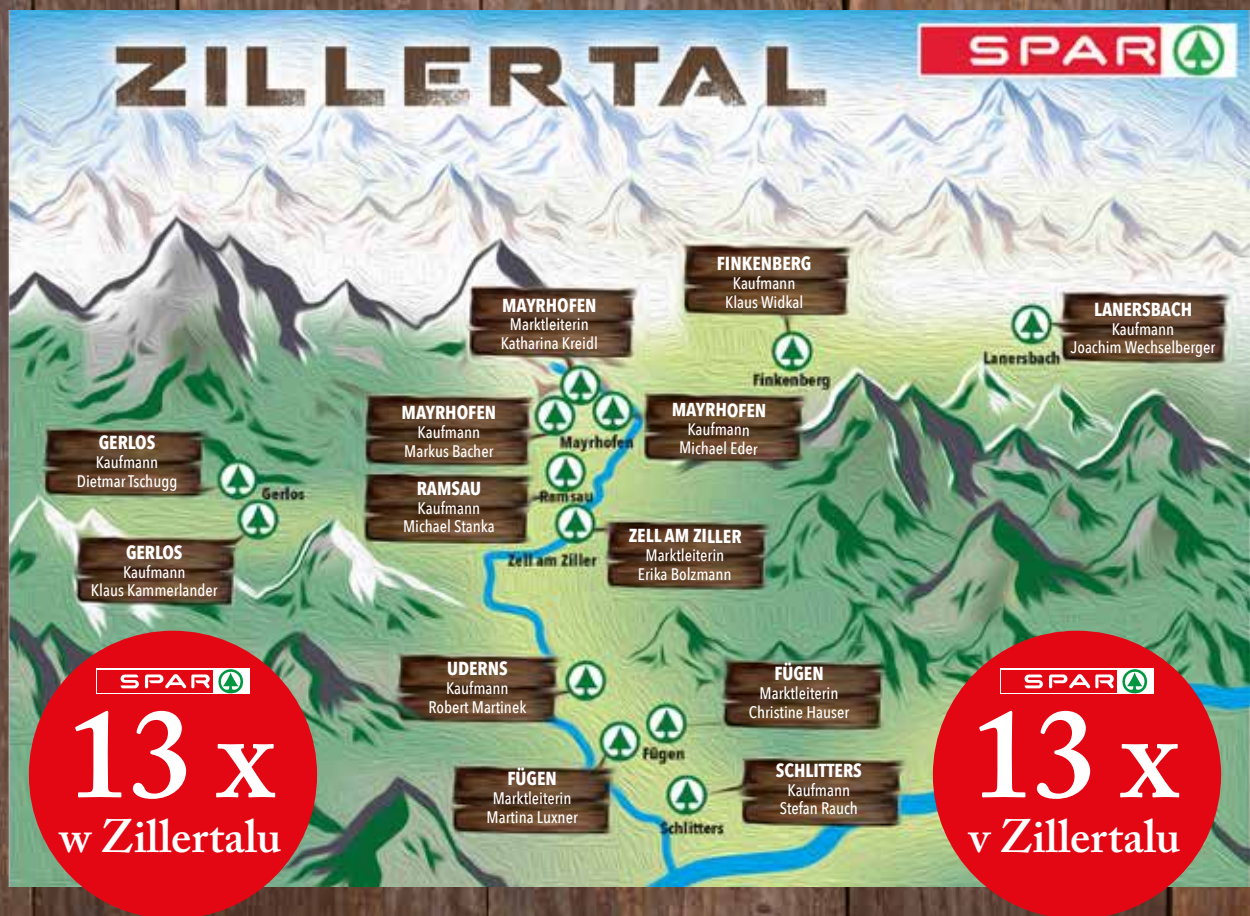 ZILLERTAL
SPAR
FINKENBERG
Kaufmann
Klaus Widkal
Finkenberg
MAYRHOFEN
Marktleiterin
Katharina Kreidl
LANERSBACH
Kaufmann
Joachim Wechselberger
Lanersbach
MAYRHOFEN
Kaufmann
Markus Bacher
MAYRHOFEN
Kaufmann
Michael Eder
Mayrhofen
GERLOS
Kaufmann
Dietmar Tschugg
Gerlos
RAMSAU
Kaufmann
Michael Stanka
Ramsau
ZELL AM ZILLER
Marktleiterin
Erika Bolzmann
Zell am Ziller
GERLOS
Kaufmann
Klaus Kammerlander
UDERNS
Kaufmann
Robert Martinek
FÜGEN
Marktleiterin
Christine Hauser
Fügen
FÜGEN
Marktleiterin
Martina Luxner
SCHLITTERS
Kaufmann
Stefan Rauch
Schlitters
SPAR
13 x
w Zillertalu
SPAR
13 x
v Zillertalu